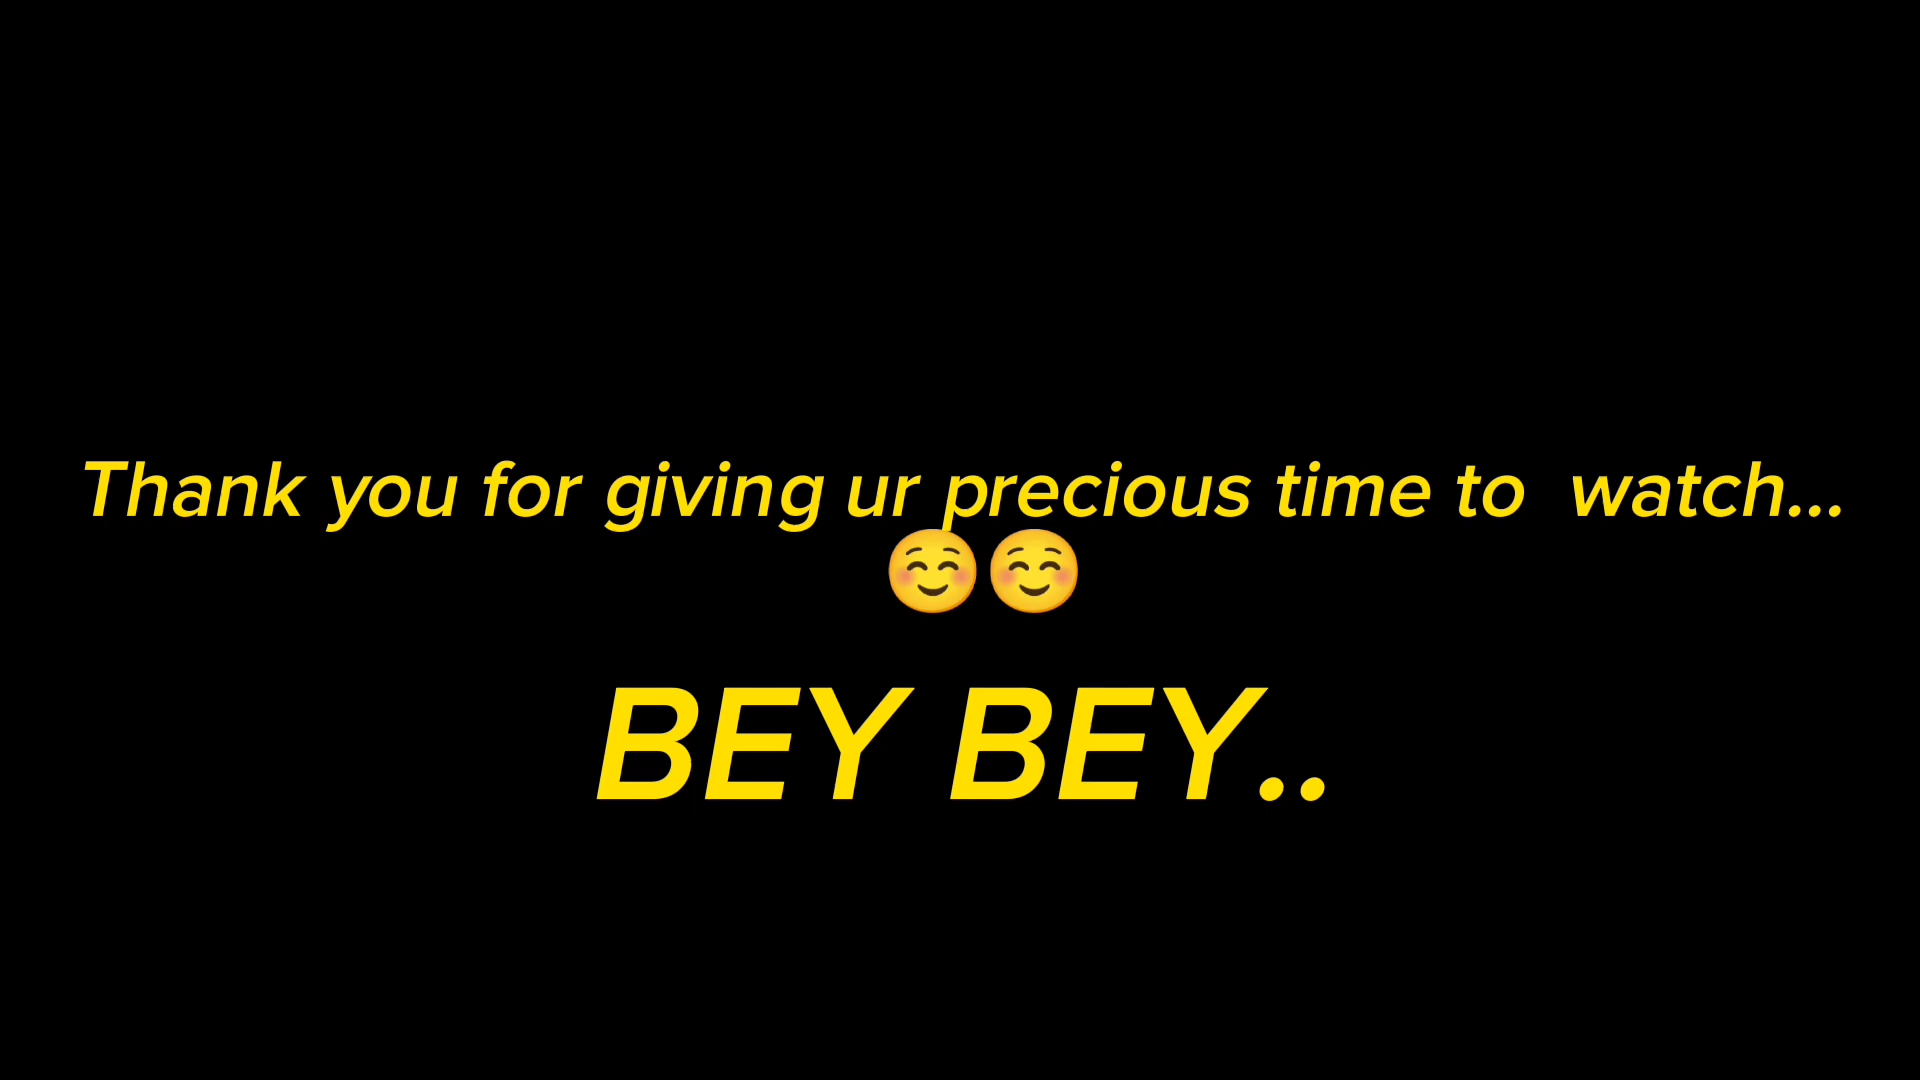 Thank you for giving ur precious time to  watch...
☺️☺️
BEY BEY..